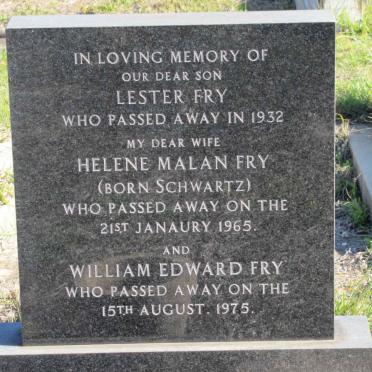 IN LOVING MEMORY OF
OUR DEAR SON
LESTER FRY
WHO PASSED AWAY IN 1932
MY DEAR WIFE
HELENE MALAN FRY
(BORN SCHWARTZ)
WHO PASSED AWAY ON THE
21ST JANAURY 1965.
AND
WILLIAM EDWARD FRY
WHO PASSED AWAY ON THE
15TH AUGUST. 1975.